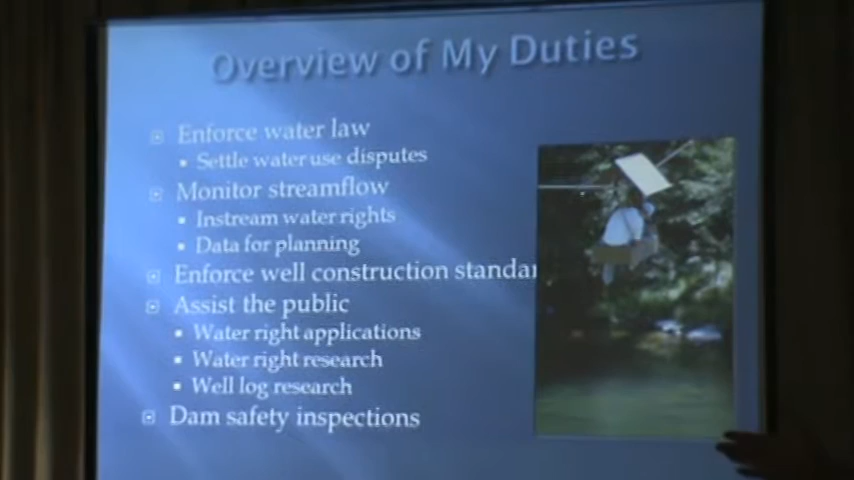 Overview of My Duties
Enforce water law
Settle water use disputes
Monitor streamflow
Instream water rights
Data for planning
Enforce well construction standar
Assist the public
Water right applications
Water right research
Well log research
Dam safety inspections